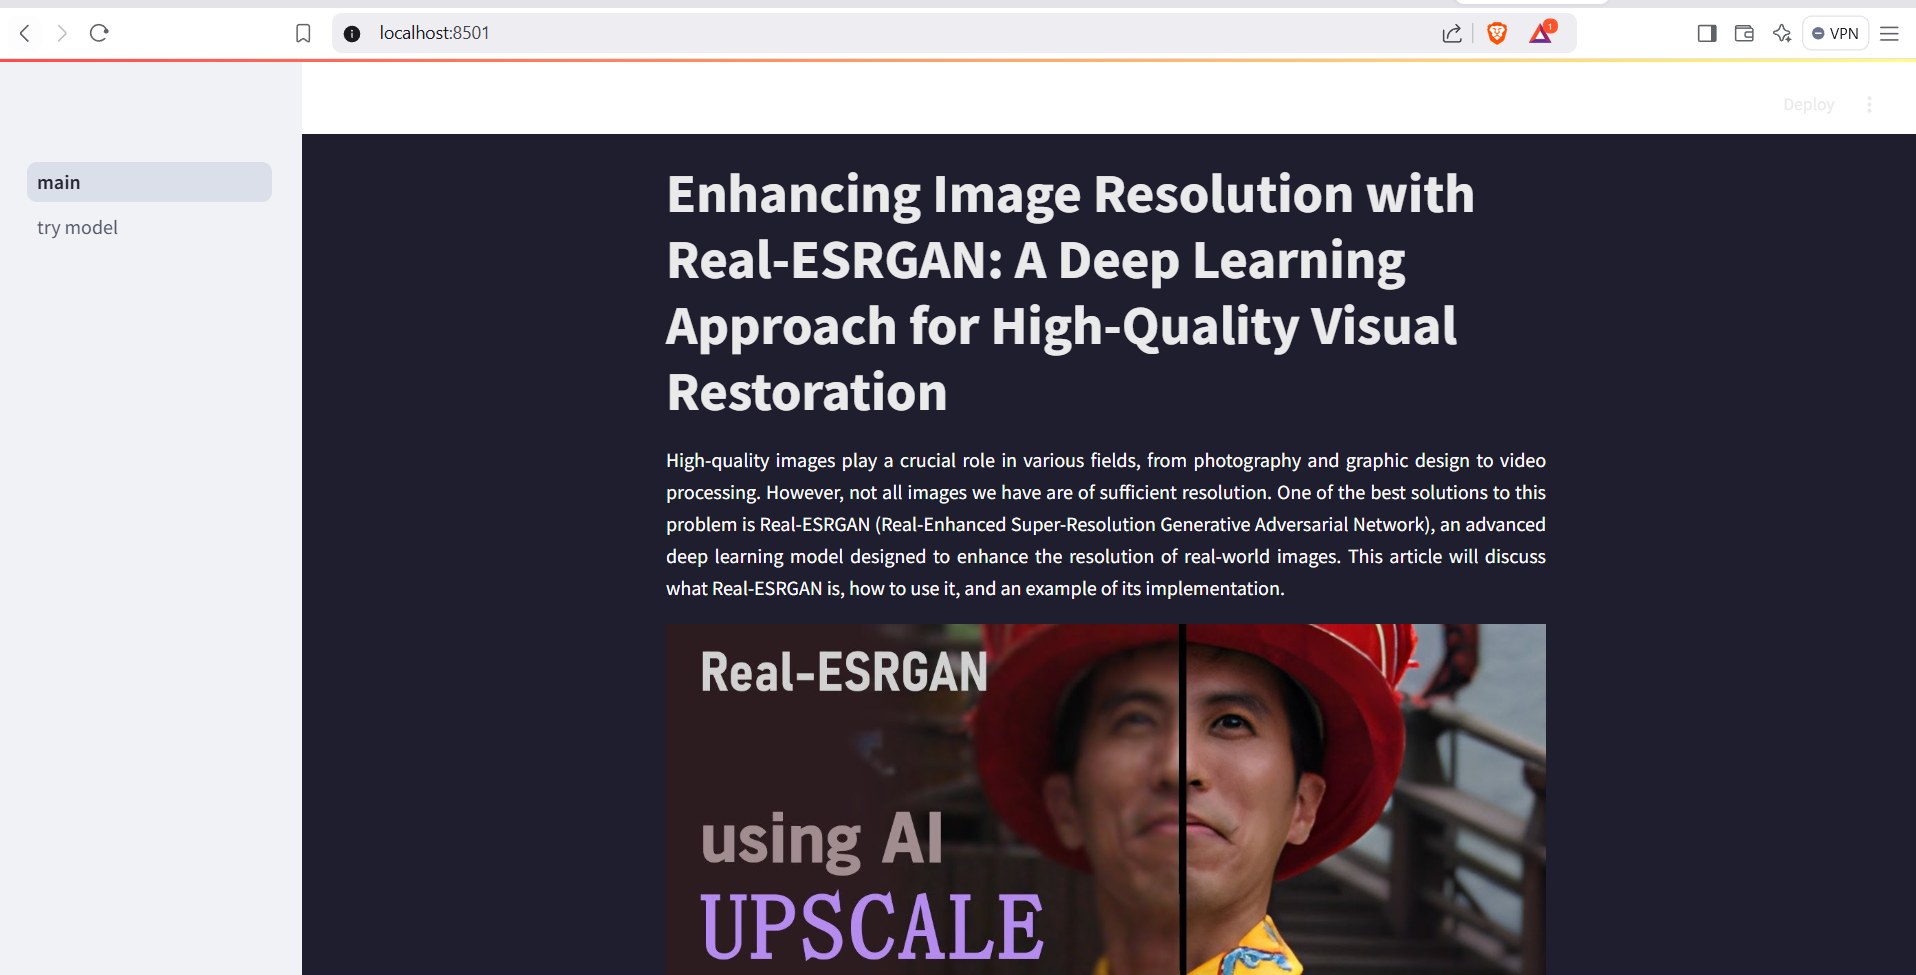 localhost:8501
1
VPN
Deploy
main
try model
Enhancing Image Resolution with
Real-ESRGAN: A Deep Learning
Approach for High-Quality Visual
Restoration
High-quality images play a crucial role in various fields, from photography and graphic design to video
processing. However, not all images we have are of sufficient resolution. One of the best solutions to this
problem is Real-ESRGAN (Real-Enhanced Super-Resolution Generative Adversarial Network), an advanced
deep learning model designed to enhance the resolution of real-world images. This article will discuss
what Real-ESRGAN is, how to use it, and an example of its implementation.
Real-ESRGAN
using AI
UPSCALE